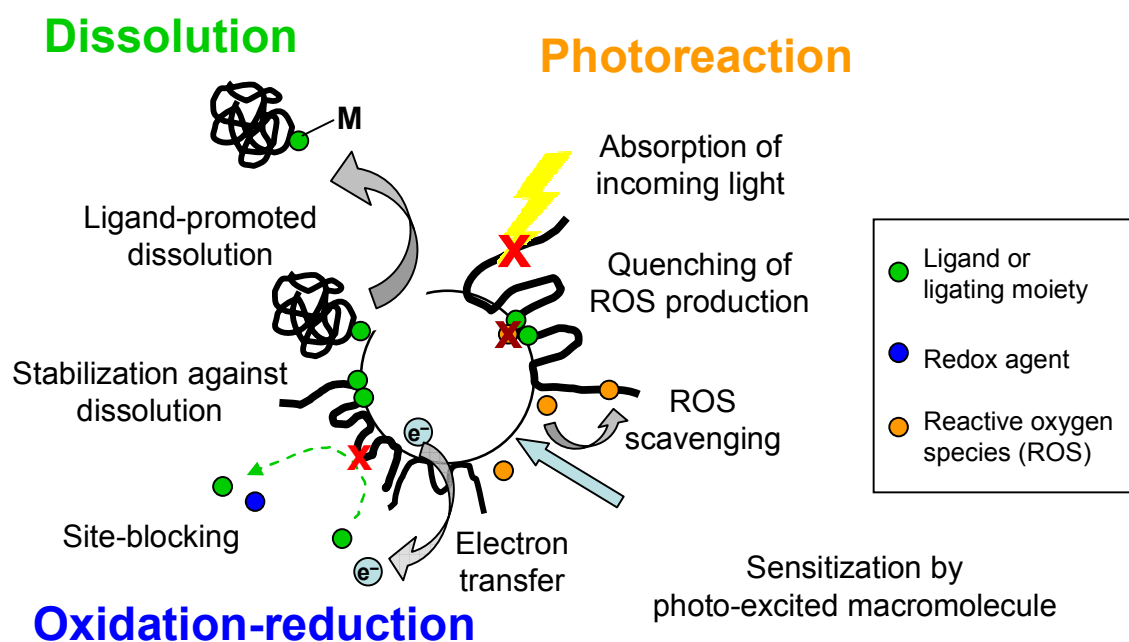 Dissolution
Photoreaction
M
Absorption of
incoming light
Ligand-promoted
dissolution
Quenching of
ROS production
Stabilization against
dissolution
ROS
scavenging
e⁻
Site-blocking
e⁻
Electron
transfer
Sensitization by
photo-excited macromolecule
Oxidation-reduction
Ligand or
ligating moiety
Redox agent
Reactive oxygen
species (ROS)